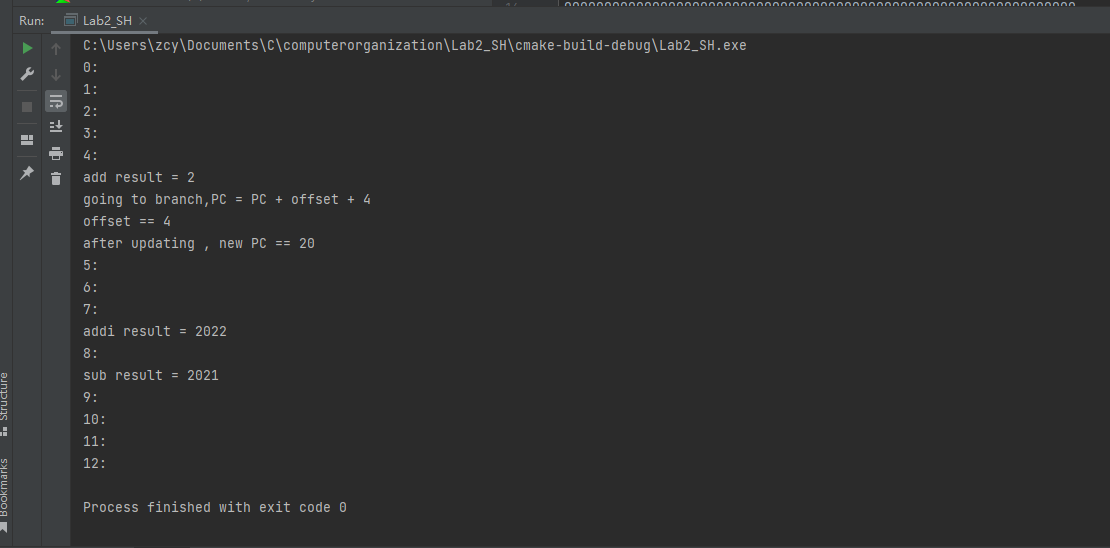 Run:
Lab2_SH
C:\Users\zcy\Documents\C\computerorganization\Lab2_SH\cmake-build-debug\Lab2_SH.exe
0:
1:
2:
3:
4:
add result = 2
going to branch,PC = PC + offset + 4
offset == 4
after updating , new PC == 20
5:
6:
7:
addi result = 2022
8:
sub result = 2021
9:
10:
11:
12:
Process finished with exit code 0
Structure
Bookmarks